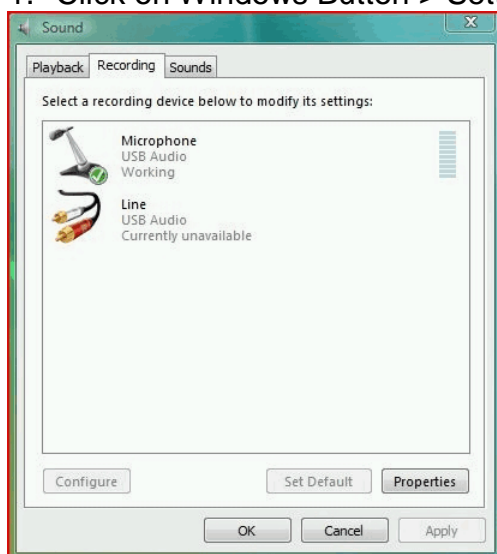 1. Click on Windows Button > Set
Sound
Playback Recording Sounds
Select a recording device below to modify its settings:
Microphone
USB Audio
Working
Line
USB Audio
Currently unavailable
Configure Set Default Properties
OK Cancel Apply